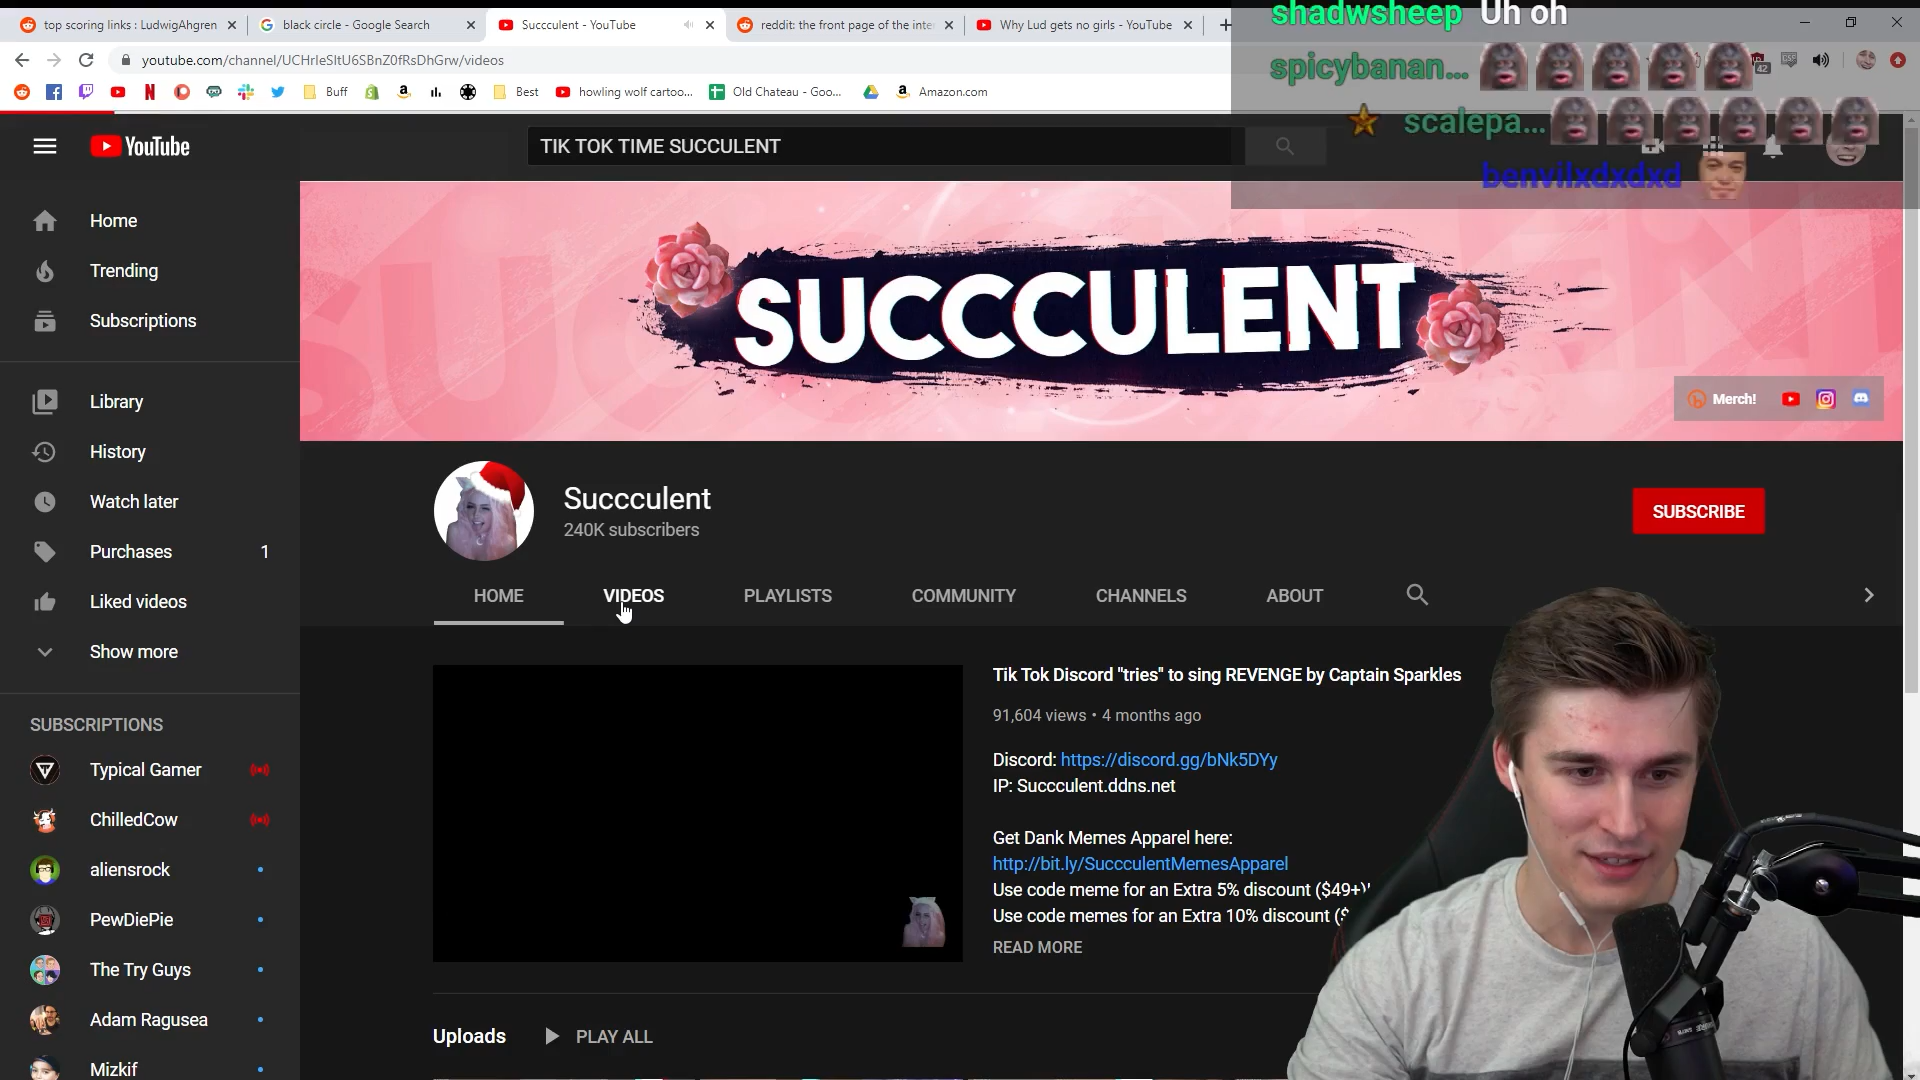 shadwsheep Uh oh
top scoring links : LudwigAhgren
black circle - Google Search
Succculent - YouTube
reddit: the front page of the inte
Why Lud gets no girls - YouTube
youtube.com/channel/UCHrIeSItU6SBnZ0fRsDhGrw/videos
spicybanan...
42
Buff
Best
howling wolf cartoo...
Old Chateau - Goo...
Amazon.com
scalepa...
YouTube
TIK TOK TIME SUCCULENT
benvilxdxdxd
Home
Trending
Subscriptions
SUCCCULENT
Merch!
Library
History
Watch later
Purchases 1
Liked videos
Show more
SUBSCRIPTIONS
Typical Gamer
ChilledCow
aliensrock
PewDiePie
The Try Guys
Adam Ragusea
Mizkif
Succculent
240K subscribers
SUBSCRIBE
HOME
VIDEOS
PLAYLISTS
COMMUNITY
CHANNELS
ABOUT
Tik Tok Discord "tries" to sing REVENGE by Captain Sparkles
91,604 views • 4 months ago
Discord: https://discord.gg/bNk5DYy
IP: Succculent.ddns.net
Get Dank Memes Apparel here:
http://bit.ly/SuccculentMemesApparel
Use code meme for an Extra 5% discount ($49+)
Use code memes for an Extra 10% discount ($
READ MORE
Uploads
PLAY ALL